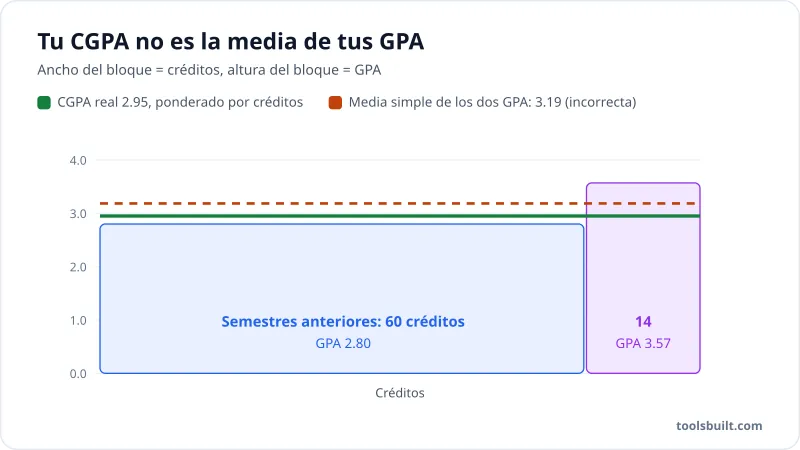 Tu CGPA no es la media de tus GPA
Ancho del bloque = créditos, altura del bloque = GPA
CGPA real 2.95, ponderado por créditos
Media simple de los dos GPA: 3.19 (incorrecta)
4.0
3.0
2.0
1.0
0.0
Semestres anteriores: 60 créditos
GPA 2.80
14
GPA 3.57
Créditos
toolsbuilt.com